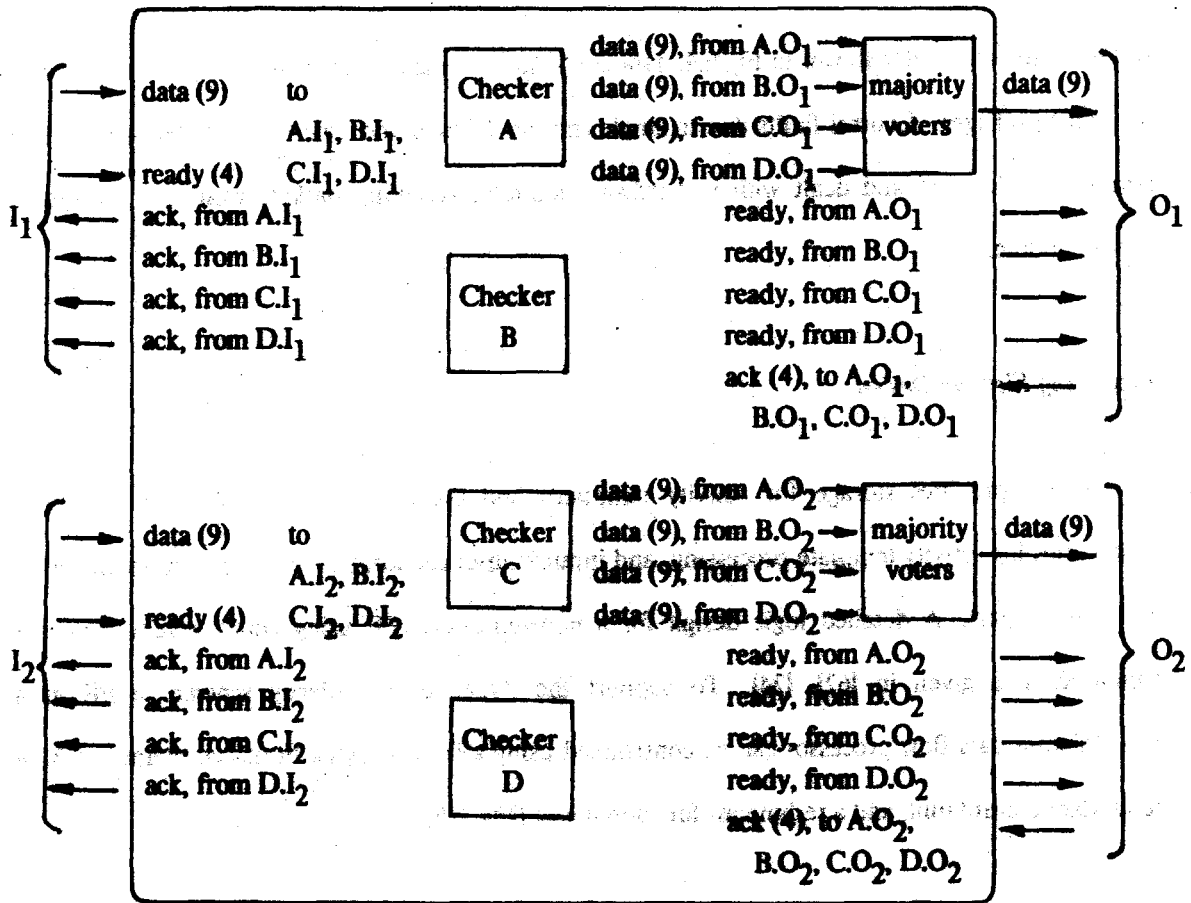 I1
data (9) to
A.I1, B.I1,
ready (4) C.I1, D.I1
ack, from A.I1
ack, from B.I1
ack, from C.I1
ack, from D.I1
Checker
A
Checker
B
data (9), from A.O1
data (9), from B.O1
data (9), from C.O1
data (9), from D.O1
majority
voters
data (9)
ready, from A.O1
ready, from B.O1
ready, from C.O1
ready, from D.O1
ack (4), to A.O1,
B.O1, C.O1, D.O1
O1
I2
data (9) to
A.I2, B.I2,
ready (4) C.I2, D.I2
ack, from A.I2
ack, from B.I2
ack, from C.I2
ack, from D.I2
Checker
C
Checker
D
data (9), from A.O2
data (9), from B.O2
data (9), from C.O2
data (9), from D.O2
majority
voters
data (9)
ready, from A.O2
ready, from B.O2
ready, from C.O2
ready, from D.O2
ack (4), to A.O2,
B.O2, C.O2, D.O2
O2